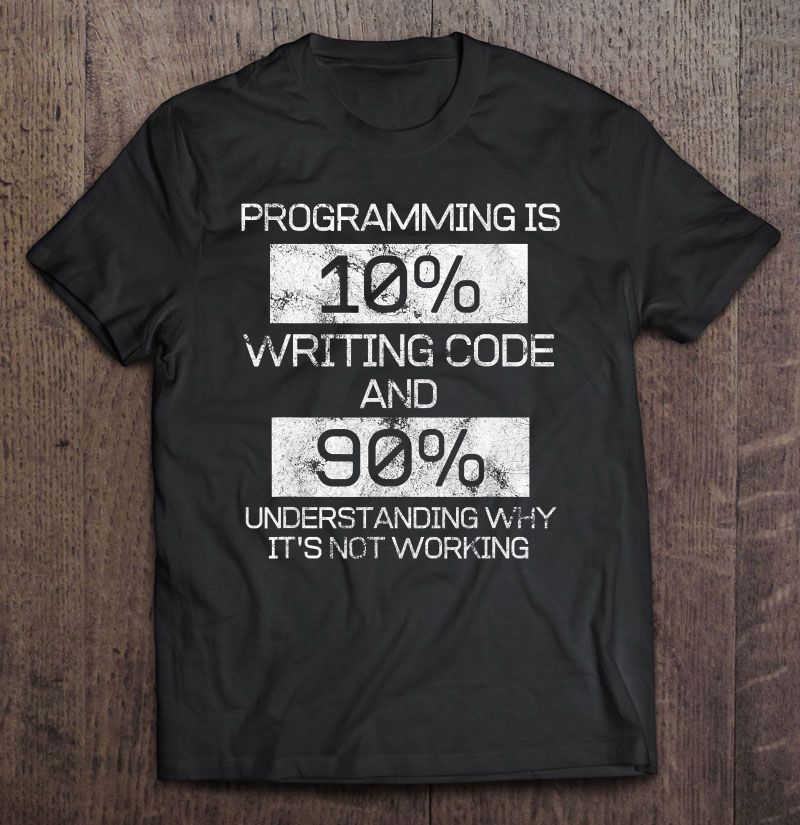 PROGRAMMING IS
10%
WRITING CODE
AND
90%
UNDERSTANDING WHY
IT'S NOT WORKING